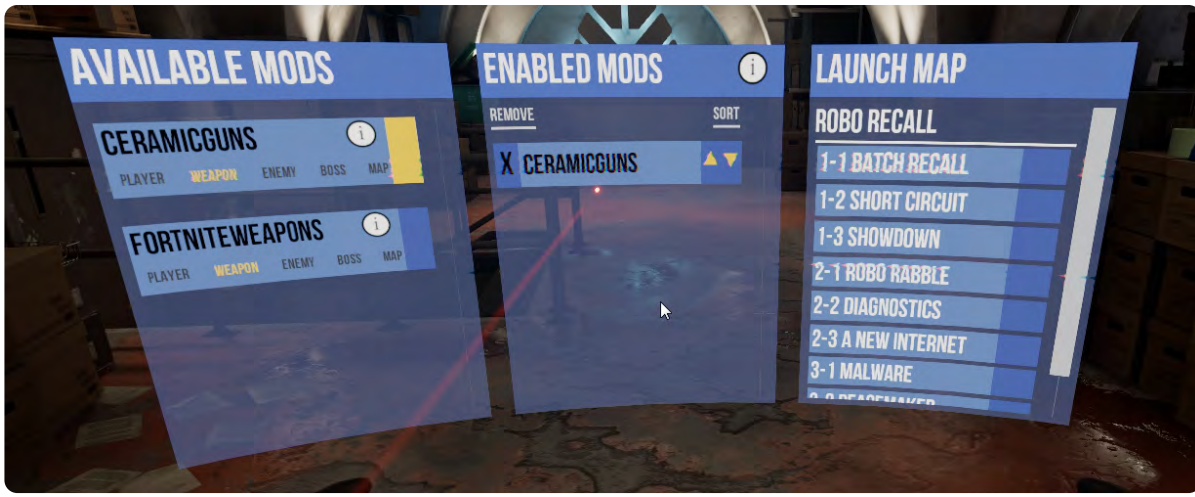 AVAILABLE MODS
CERAMICGUNS i
PLAYER WEAPON ENEMY BOSS MAP
FORTNITEWEAPONS i
PLAYER WEAPON ENEMY BOSS MAP
ENABLED MODS i
REMOVE SORT
X CERAMICGUNS
LAUNCH MAP
ROBO RECALL
1-1 BATCH RECALL
1-2 SHORT CIRCUIT
1-3 SHOWDOWN
2-1 ROBO RABBLE
2-2 DIAGNOSTICS
2-3 A NEW INTERNET
3-1 MALWARE